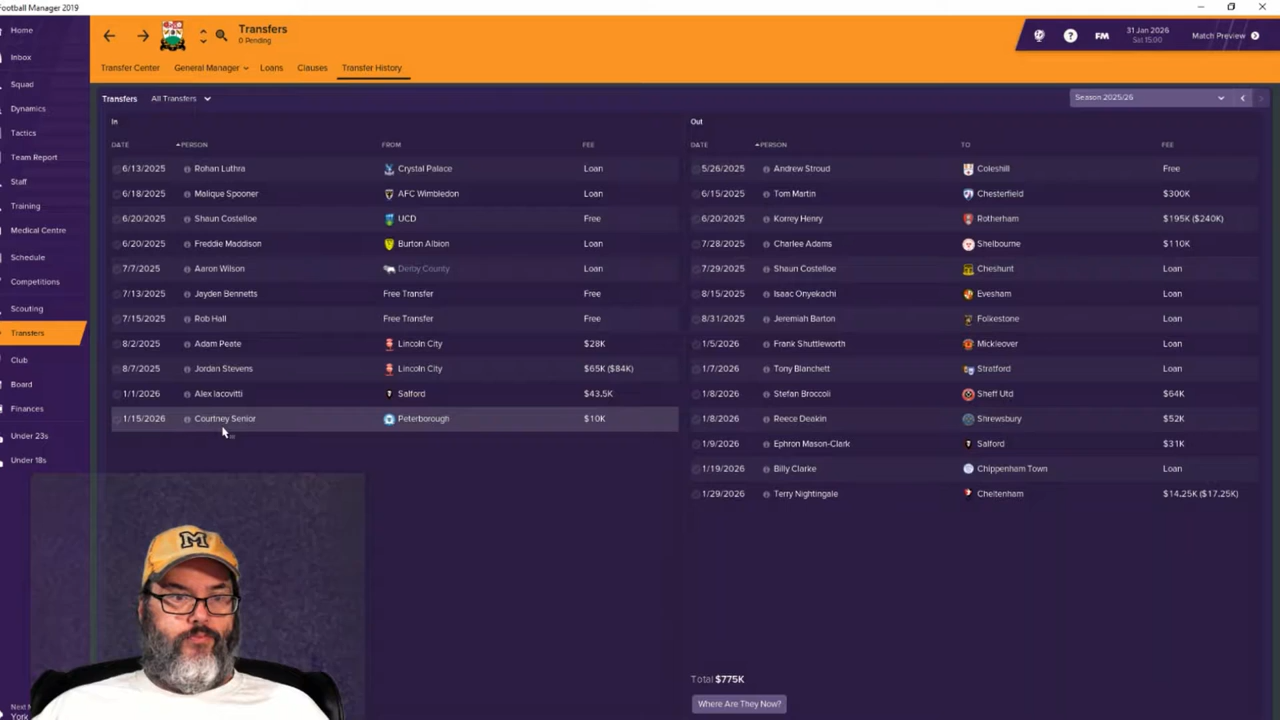 Football Manager 2019
Home
Inbox
Squad
Dynamics
Tactics
Team Report
Staff
Training
Medical Centre
Schedule
Competitions
Scouting
Transfers
Club
Board
Finances
Under 23s
Under 18s
York
Transfers
0 Pending
31 Jan 2026
Sat 15:00
FM
Match Preview
Transfer Center General Manager Loans Clauses Transfer History
Transfers All Transfers Season 2025/26
In
DATE PERSON FROM FEE
6/13/2025 Rohan Luthra Crystal Palace Loan
6/18/2025 Malique Spooner AFC Wimbledon Loan
6/20/2025 Shaun Costelloe UCD Free
6/20/2025 Freddie Maddison Burton Albion Loan
7/7/2025 Aaron Wilson Derby County Loan
7/13/2025 Jayden Bennetts Free Transfer Free
7/15/2025 Rob Hall Free Transfer Free
8/2/2025 Adam Peate Lincoln City $28K
8/7/2025 Jordan Stevens Lincoln City $65K ($84K)
1/1/2026 Alex Iacovitti Salford $43.5K
1/15/2026 Courtney Senior Peterborough $10K
Out
DATE PERSON TO FEE
5/26/2025 Andrew Stroud Coleshill Free
6/15/2025 Tom Martin Chesterfield $300K
6/20/2025 Korrey Henry Rotherham $195K ($240K)
7/28/2025 Charlee Adams Shelbourne $110K
7/29/2025 Shaun Costelloe Cheshunt Loan
8/15/2025 Isaac Onyekachi Evesham Loan
8/31/2025 Jeremiah Barton Folkestone Loan
1/5/2026 Frank Shuttleworth Mickleover Loan
1/7/2026 Tony Blanchett Stratford Loan
1/8/2026 Stefan Broccoli Sheff Utd $64K
1/8/2026 Reece Deakin Shrewsbury $52K
1/9/2026 Ephron Mason-Clark Salford $31K
1/19/2026 Billy Clarke Chippenham Town Loan
1/29/2026 Terry Nightingale Cheltenham $14.25K ($17.25K)
Total $775K
Where Are They Now?
M